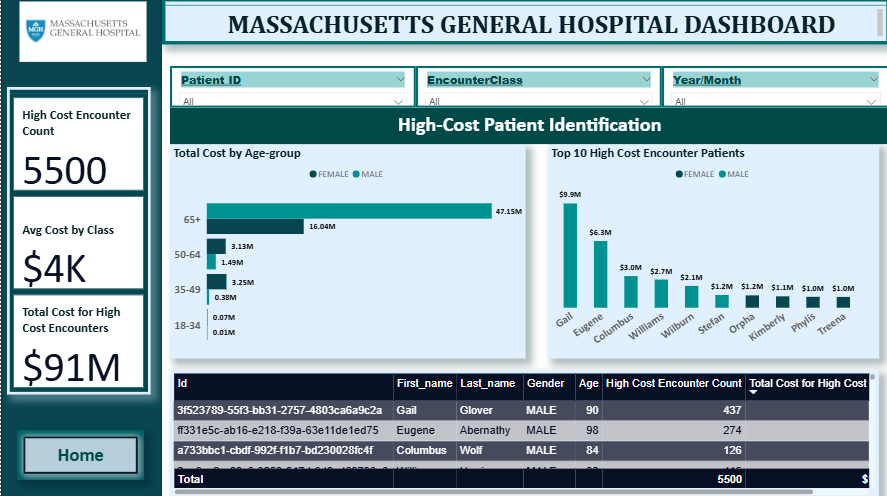 MASSACHUSETTS
GENERAL HOSPITAL
MGH
MASSACHUSETTS GENERAL HOSPITAL DASHBOARD
Patient ID
All
EncounterClass
All
Year/Month
All
High-Cost Patient Identification
High Cost Encounter
Count
5500
Avg Cost by Class
$4K
Total Cost for High
Cost Encounters
$91M
Home
Total Cost by Age-group
FEMALE MALE
65+
47.15M
16.04M
50-64
3.13M
1.49M
35-49
3.25M
0.38M
18-34
0.07M
0.01M
Top 10 High Cost Encounter Patients
FEMALE MALE
$9.9M
$6.3M
$3.0M
$2.7M
$2.1M
$1.2M
$1.2M
$1.1M
$1.0M
$1.0M
Gail
Eugene
Columbus
Williams
Wilburn
Stefan
Orpha
Kimberly
Phylis
Treena
Id First_name Last_name Gender Age High Cost Encounter Count Total Cost for High Cost
3f523789-55f3-bb31-2757-4803ca6a9c2a Gail Glover MALE 90 437
ff331e5c-ab16-e218-f39a-63e11de1ed75 Eugene Abernathy MALE 98 274
a733bbc1-cbdf-992f-f1b7-bd230028fc4f Columbus Wolf MALE 84 126
Total 5500 $